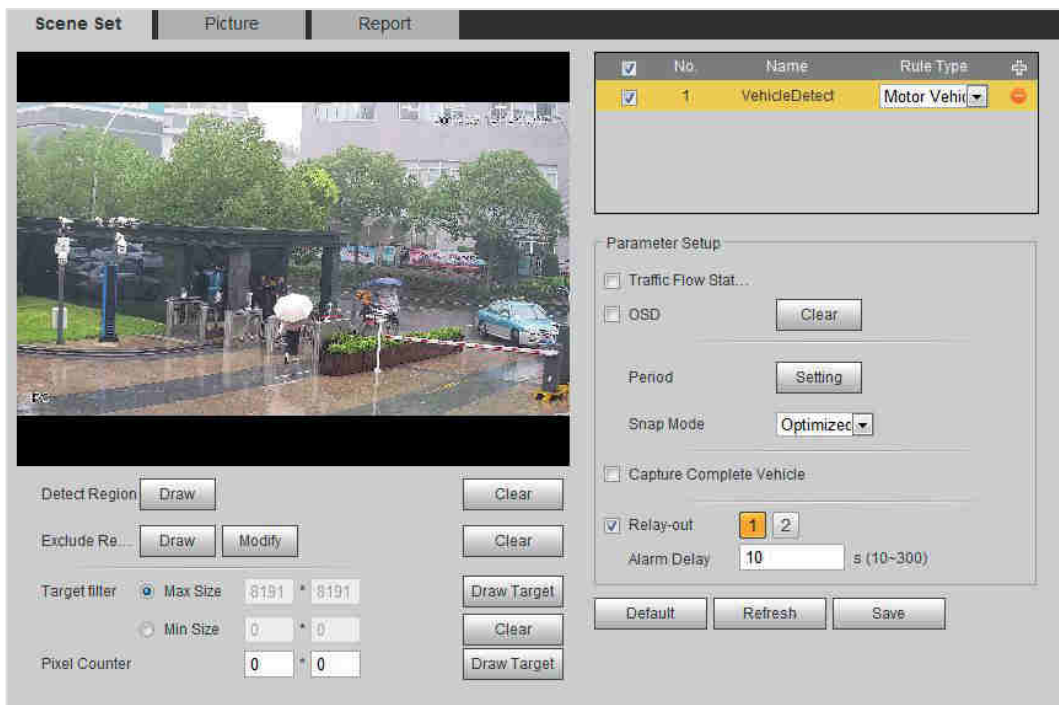 Scene Set Picture Report
No. Name Rule Type
1 VehicleDetect Motor Vehic
Parameter Setup
Traffic Flow Stat...
OSD Clear
Period Setting
Snap Mode Optimized
Capture Complete Vehicle
Relay-out 1 2
Alarm Delay 10 s (10~300)
Default Refresh Save
Detect Region Draw Clear
Exclude Re.... Draw Modify Clear
Target filter Max Size 8191 * 8191 Draw Target
Min Size 0 * 0 Clear
Pixel Counter 0 * 0 Draw Target